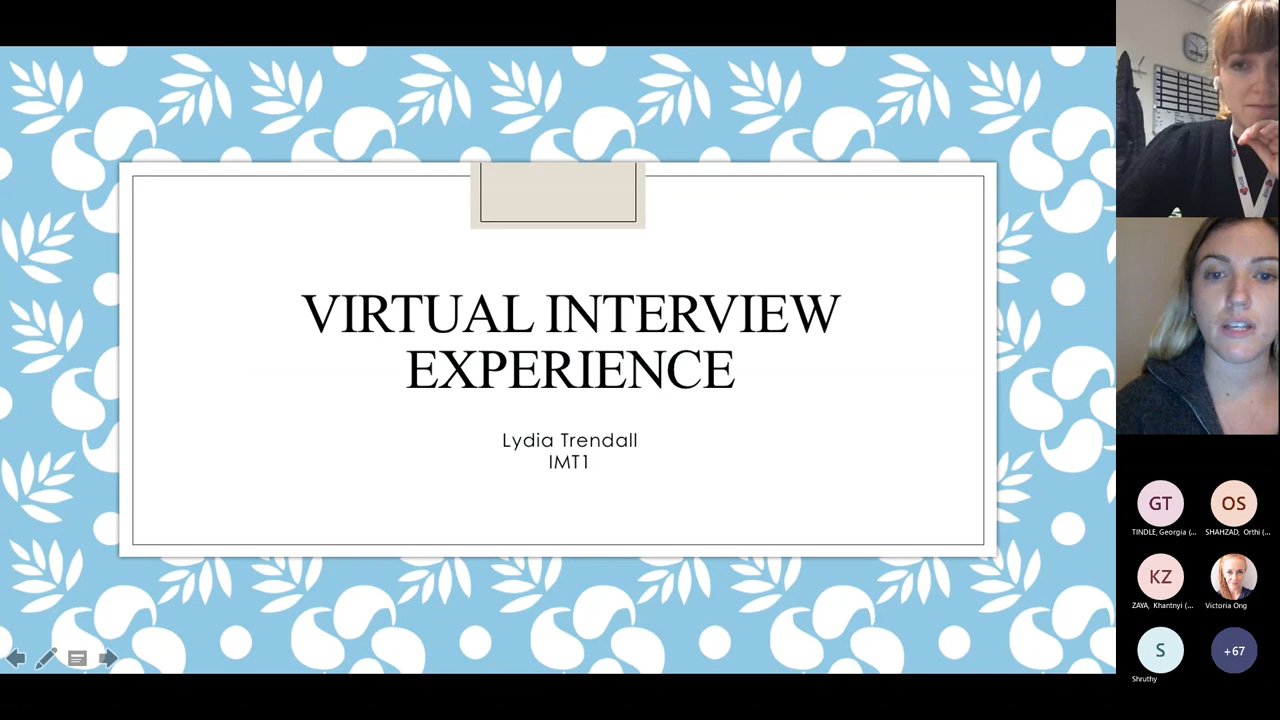 VIRTUAL INTERVIEW
EXPERIENCE
Lydia Trendall
IMT1
GT
OS
TINDLE, Georgia (...
SHAHZAD, Orthi (...
KZ
ZAYA, Khantnyi (...
Victoria Ong
S
+67
Shruthy